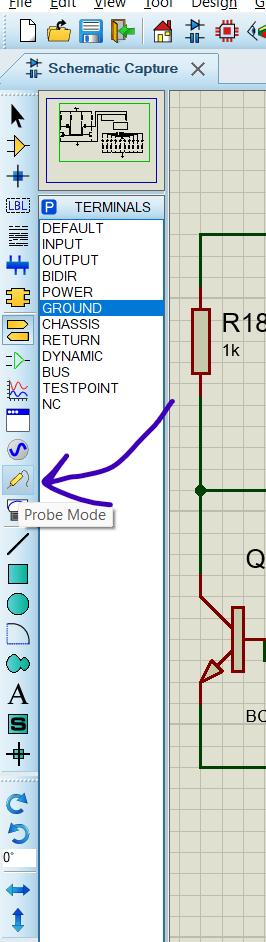 File Edit View Tool Design G
Schematic Capture
LBL
P TERMINALS
DEFAULT
INPUT
OUTPUT
BIDIR
POWER
GROUND
CHASSIS
RETURN
DYNAMIC
BUS
TESTPOINT
NC
R18
1k
Probe Mode
Q
A
S
BC
0°